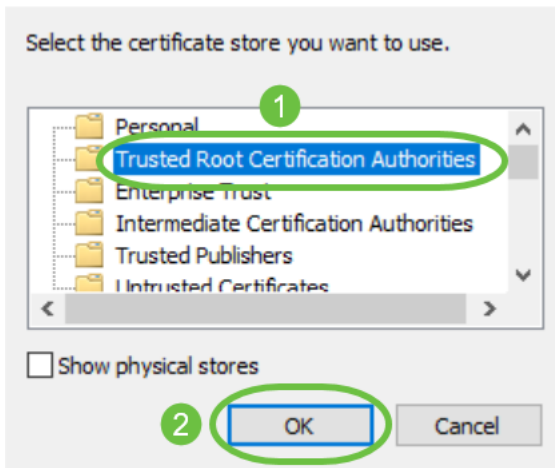 Select the certificate store you want to use.
1
Personal
Trusted Root Certification Authorities
Enterprise Trust
Intermediate Certification Authorities
Trusted Publishers
Untrusted Certificates
Show physical stores
2
OK
Cancel